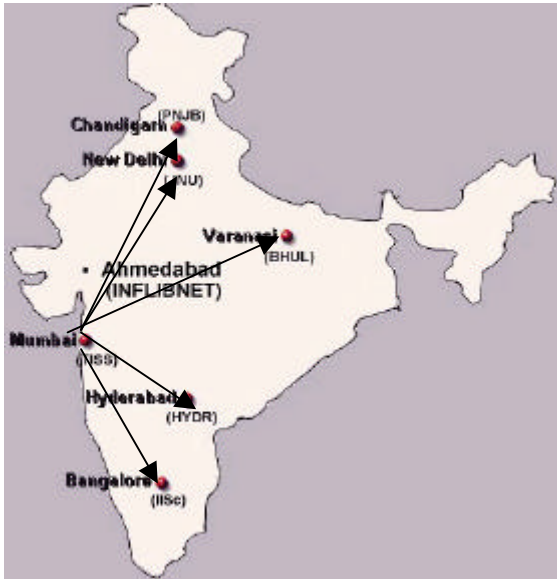 (PNJB)
Chandigarh
New Delhi
(JNU)
Varanasi
(BHUL)
Ahmedabad
(INFLIBNET)
Mumbai
Hyderabad
(HYDR)
Bangalore
(IISc)